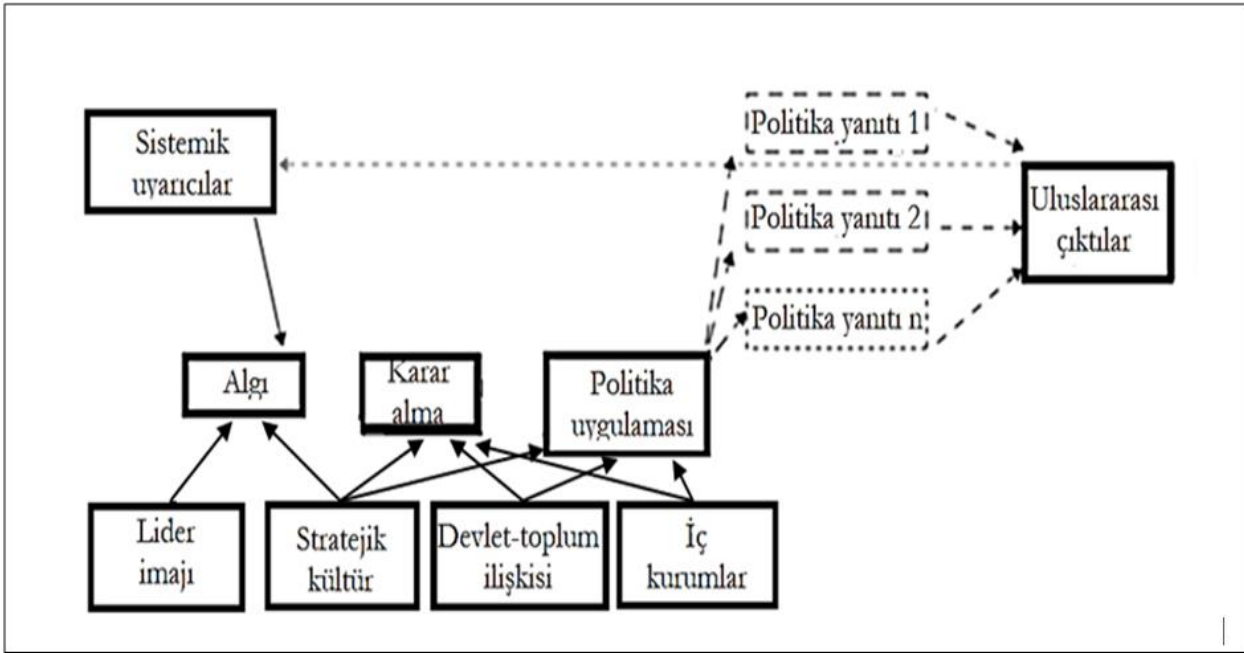 Sistemik
uyarıcılar
Politika yanıtı 1
Politika yanıtı 2
Politika yanıtı n
Uluslararası
çıktılar
Algı
Karar
alma
Politika
uygulaması
Lider
imajı
Stratejik
kültür
Devlet-toplum
ilişkisi
İç
kurumlar